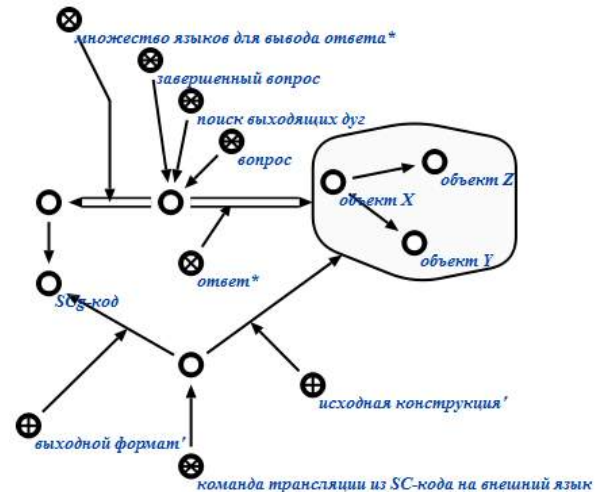 множество языков для вывода ответа*
завершенный вопрос
поиск выходящих дуг
вопрос
объект Z
объект X
объект Y
ответ*
SCg-код
исходная конструкция'
выходной формат'
команда трансляции из SC-кода на внешний язык